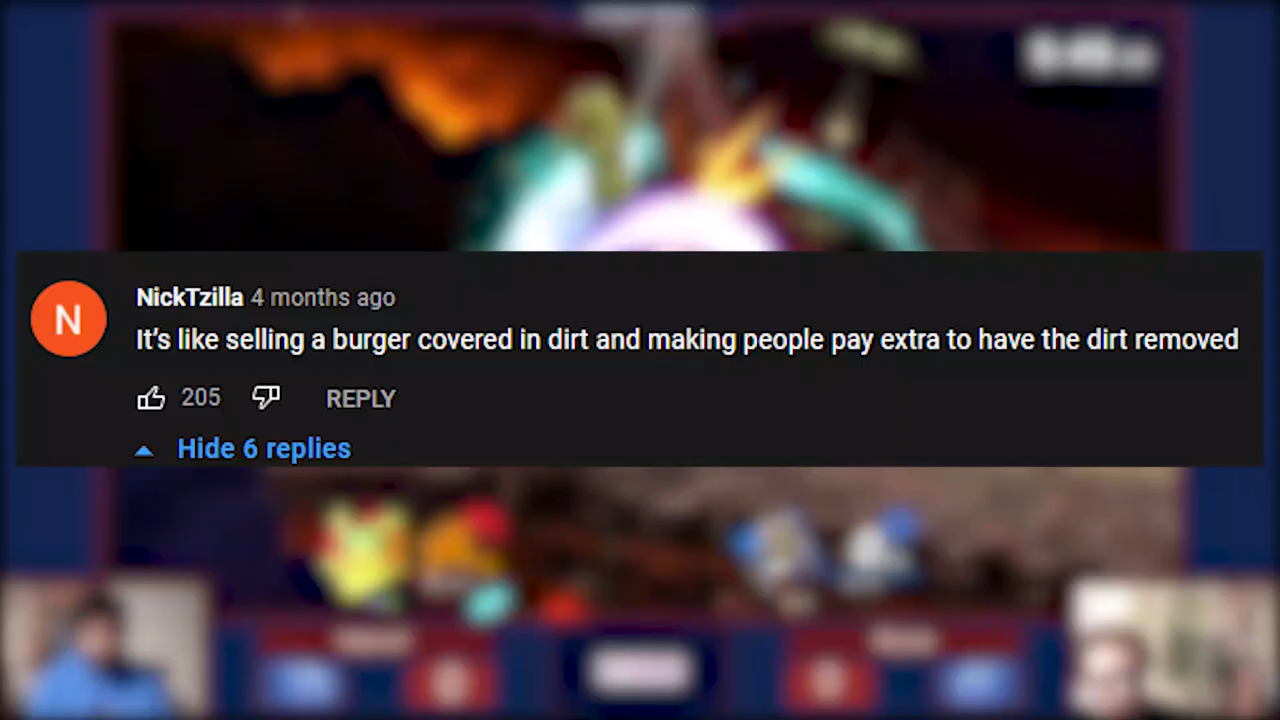 N
NickTzilla 4 months ago
It's like selling a burger covered in dirt and making people pay extra to have the dirt removed
205 REPLY
Hide 6 replies